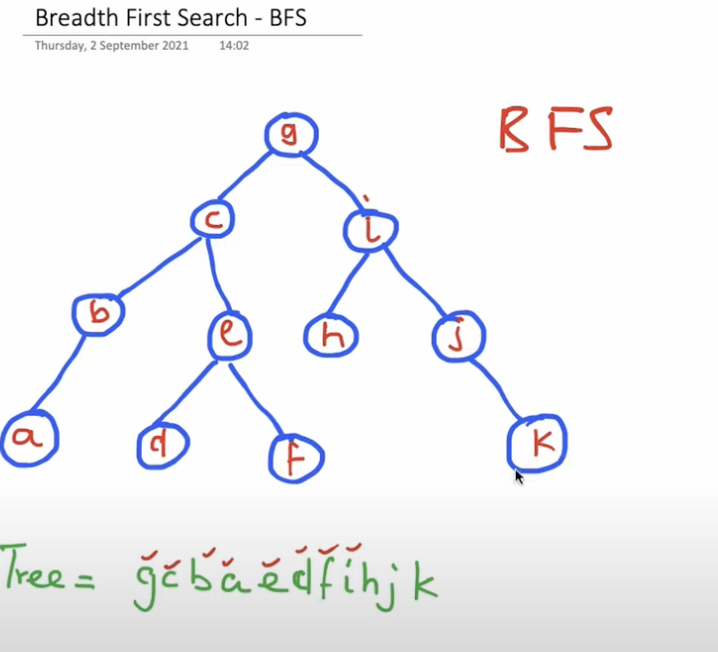 Breadth First Search - BFS
Thursday, 2 September 2021 14:02
BFS
g
c i
b e h j
a d f k
Tree = g c b a e d f i h j k